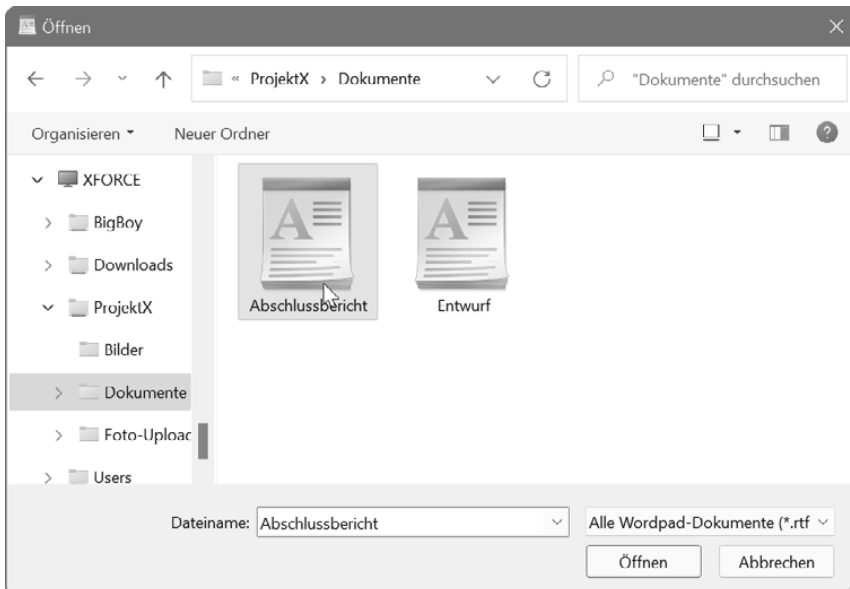 Öffnen
« ProjektX › Dokumente
"Dokumente" durchsuchen
Organisieren
Neuer Ordner
XFORCE
BigBoy
Downloads
ProjektX
Bilder
Dokumente
Foto-Uploac
Users
Abschlussbericht
Entwurf
Dateiname: Abschlussbericht
Alle Wordpad-Dokumente (*.rtf
Öffnen
Abbrechen